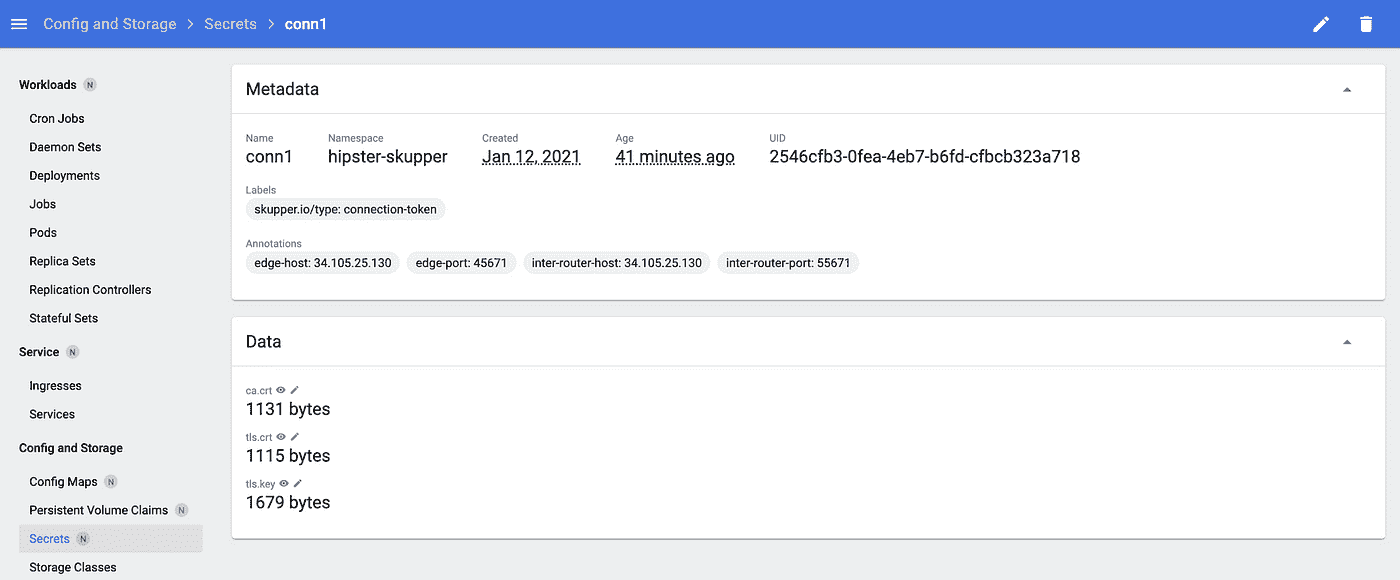 Config and Storage > Secrets > conn1
Workloads N
Cron Jobs
Daemon Sets
Deployments
Jobs
Pods
Replica Sets
Replication Controllers
Stateful Sets
Service N
Ingresses
Services
Config and Storage
Config Maps N
Persistent Volume Claims N
Secrets N
Storage Classes
Metadata
Name Namespace Created Age UID
conn1 hipster-skupper Jan 12, 2021 41 minutes ago 2546cfb3-0fea-4eb7-b6fd-cfbcb323a718
Labels
skupper.io/type: connection-token
Annotations
edge-host: 34.105.25.130 edge-port: 45671 inter-router-host: 34.105.25.130 inter-router-port: 55671
Data
ca.crt
1131 bytes
tls.crt
1115 bytes
tls.key
1679 bytes